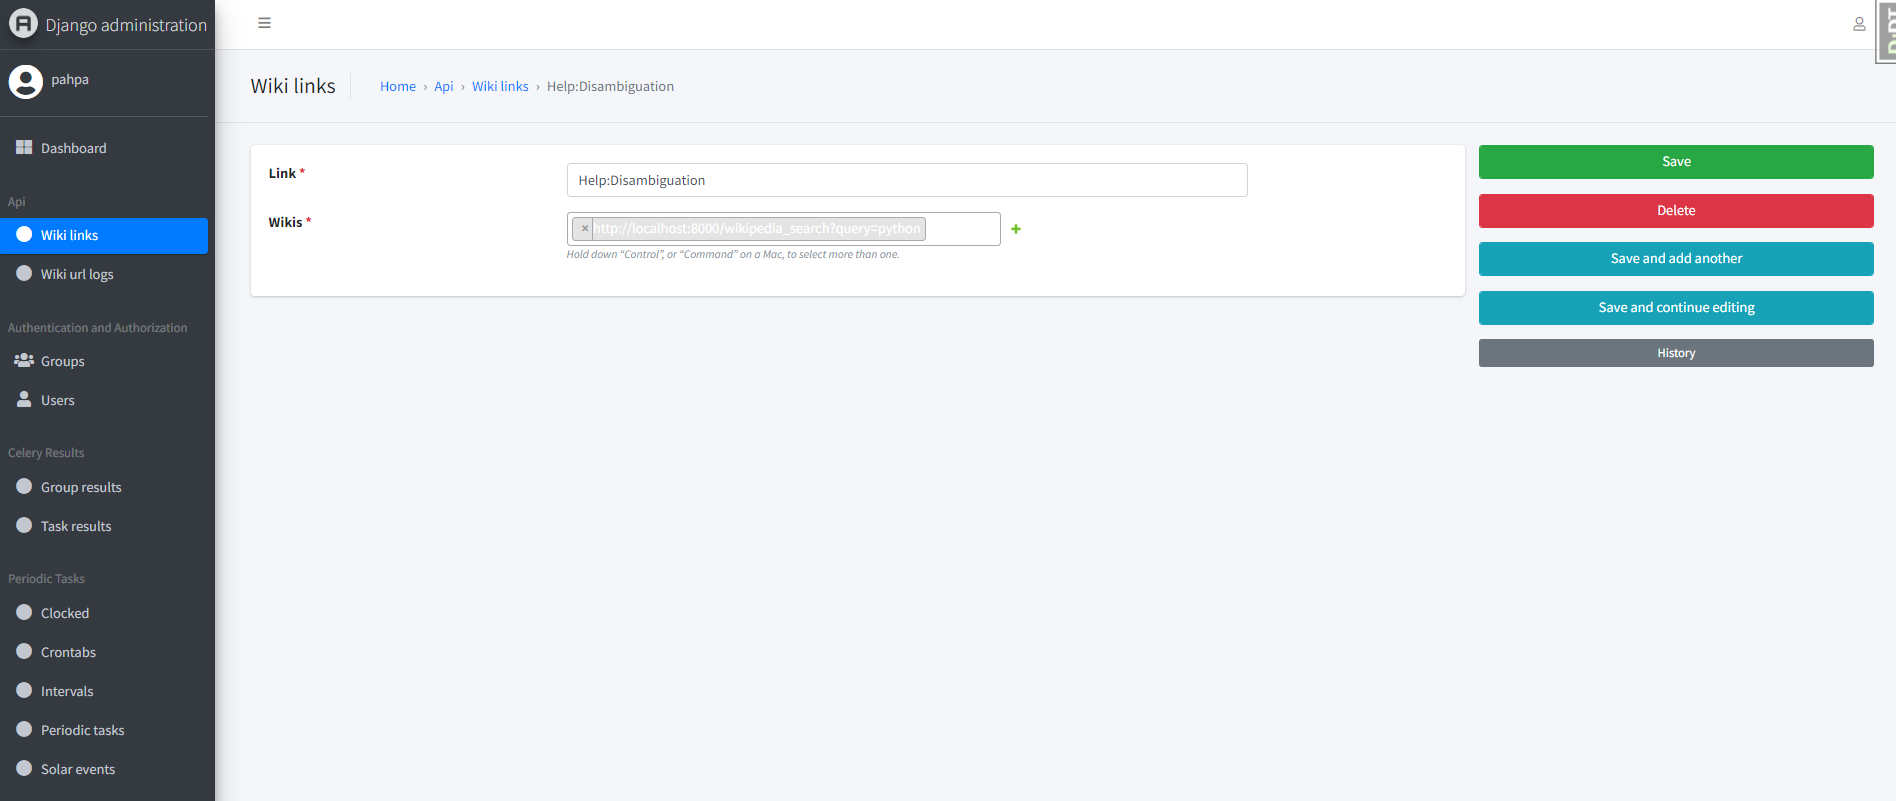 Django administration
pahpa
Dashboard
Api
Wiki links
Wiki url logs
Authentication and Authorization
Groups
Users
Celery Results
Group results
Task results
Periodic Tasks
Clocked
Crontabs
Intervals
Periodic tasks
Solar events
Wiki links
Home › Api › Wiki links › Help:Disambiguation
Link *
Help:Disambiguation
Wikis *
× http://localhost:8000/wikipedia_search?query=python
Hold down “Control”, or “Command” on a Mac, to select more than one.
Save
Delete
Save and add another
Save and continue editing
History
DjDT